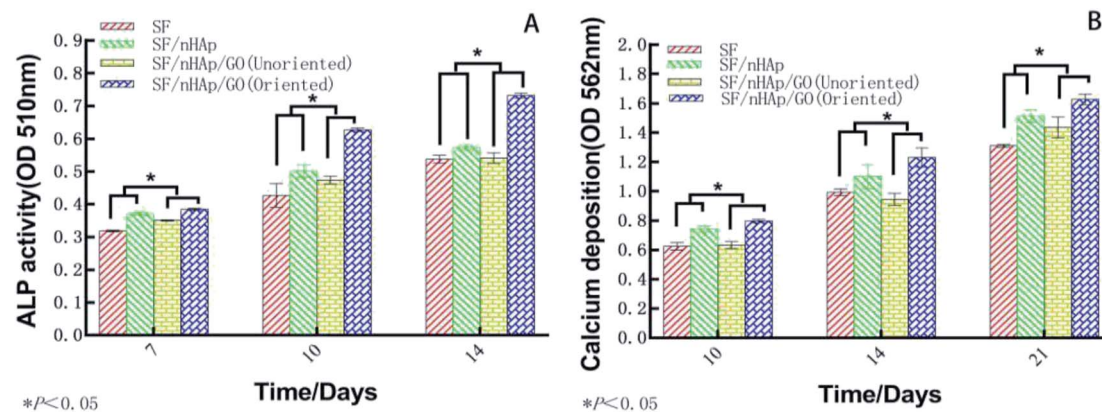 A
SF
SF/nHAp
SF/nHAp/GO(Unoriented)
SF/nHAp/GO(Oriented)
ALP activity(OD 510nm)
0.9
0.8
0.7
0.6
0.5
0.4
0.3
0.2
0.1
0.0
*
*
*
7
10
14
Time/Days
*P<0.05
B
SF
SF/nHAp
SF/nHAp/GO(Unoriented)
SF/nHAp/GO(Oriented)
Calcium deposition(OD 562nm)
2.0
1.8
1.6
1.4
1.2
1.0
0.8
0.6
0.4
0.2
0.0
*
*
*
10
14
21
Time/Days
*P<0.05